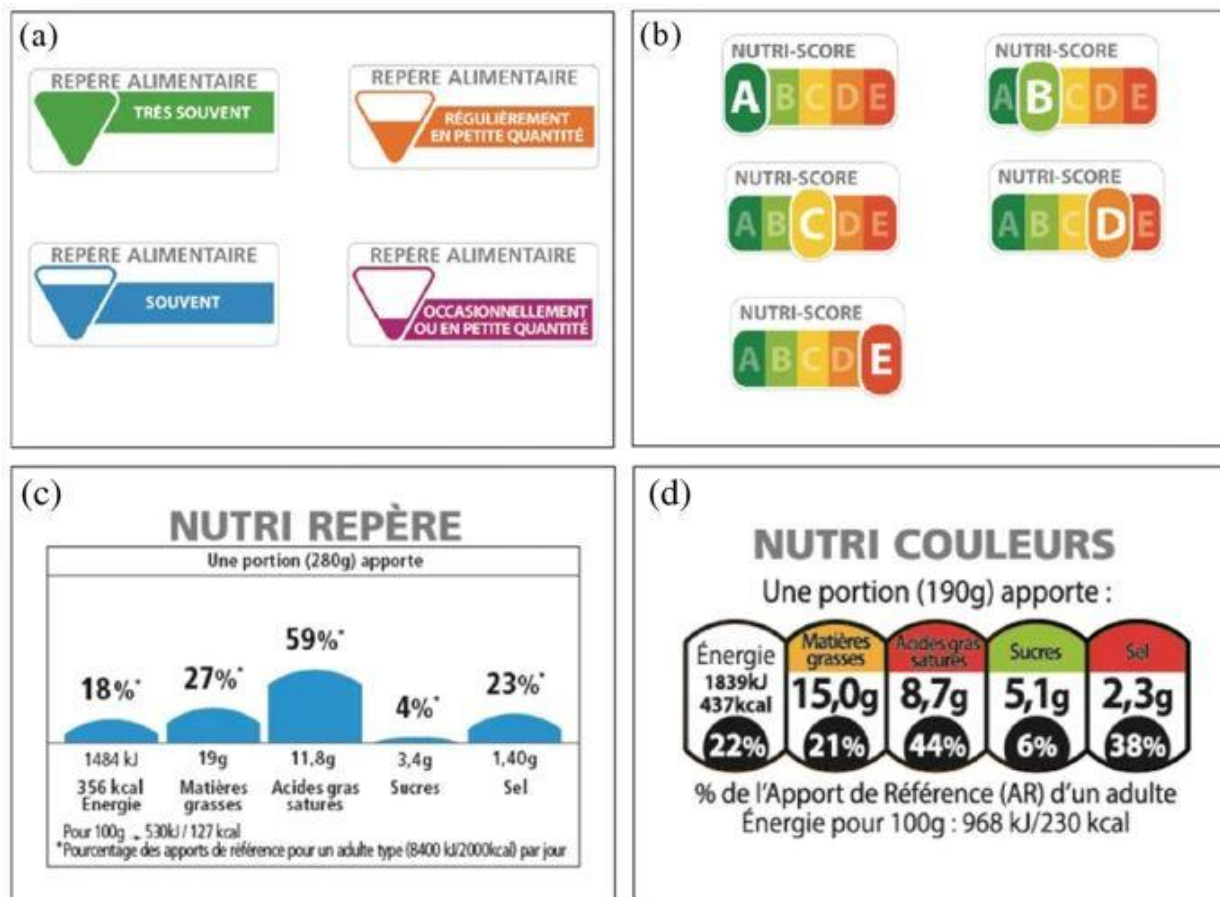 (a)
REPÈRE ALIMENTAIRE
TRÈS SOUVENT
REPÈRE ALIMENTAIRE
RÉGULIÈREMENT
EN PETITE QUANTITÉ
REPÈRE ALIMENTAIRE
SOUVENT
REPÈRE ALIMENTAIRE
OCCASIONNELLEMENT
OU EN PETITE QUANTITÉ
(b)
NUTRI-SCORE
A B C D E
NUTRI-SCORE
A B C D E
NUTRI-SCORE
A B C D E
NUTRI-SCORE
A B C D E
NUTRI-SCORE
A B C D E
(c)
NUTRI REPÈRE
Une portion (280g) apporte
18%* 27%* 59%* 4%* 23%*
1484 kJ 19g 11,8g 3,4g 1,40g
356 kcal Matières Acides gras Sucres Sel
Energie grasses saturés
Pour 100g : 530kJ / 127 kcal
*Pourcentage des apports de référence pour un adulte type (8400 kJ/2000kcal) par jour
(d)
NUTRI COULEURS
Une portion (190g) apporte :
Énergie Matières grasses Acides gras saturés Sucres Sel
1839kJ
437kcal 15,0g 8,7g 5,1g 2,3g
22% 21% 44% 6% 38%
% de l'Apport de Référence (AR) d'un adulte
Énergie pour 100g : 968 kJ/230 kcal